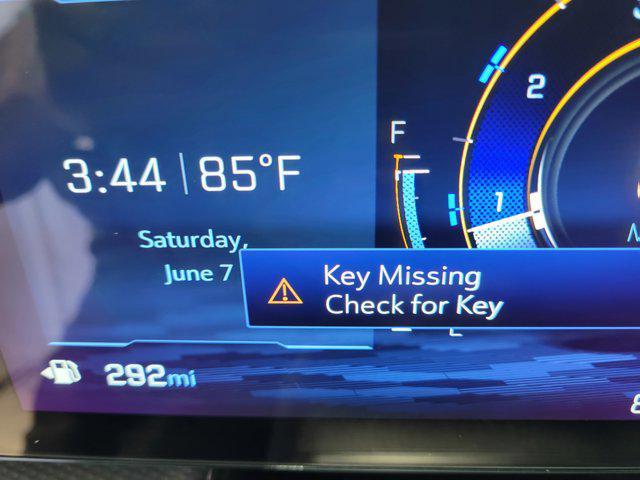 3:44 85°F
F
2
1
Saturday,
June 7
Key Missing
Check for Key
E
292mi